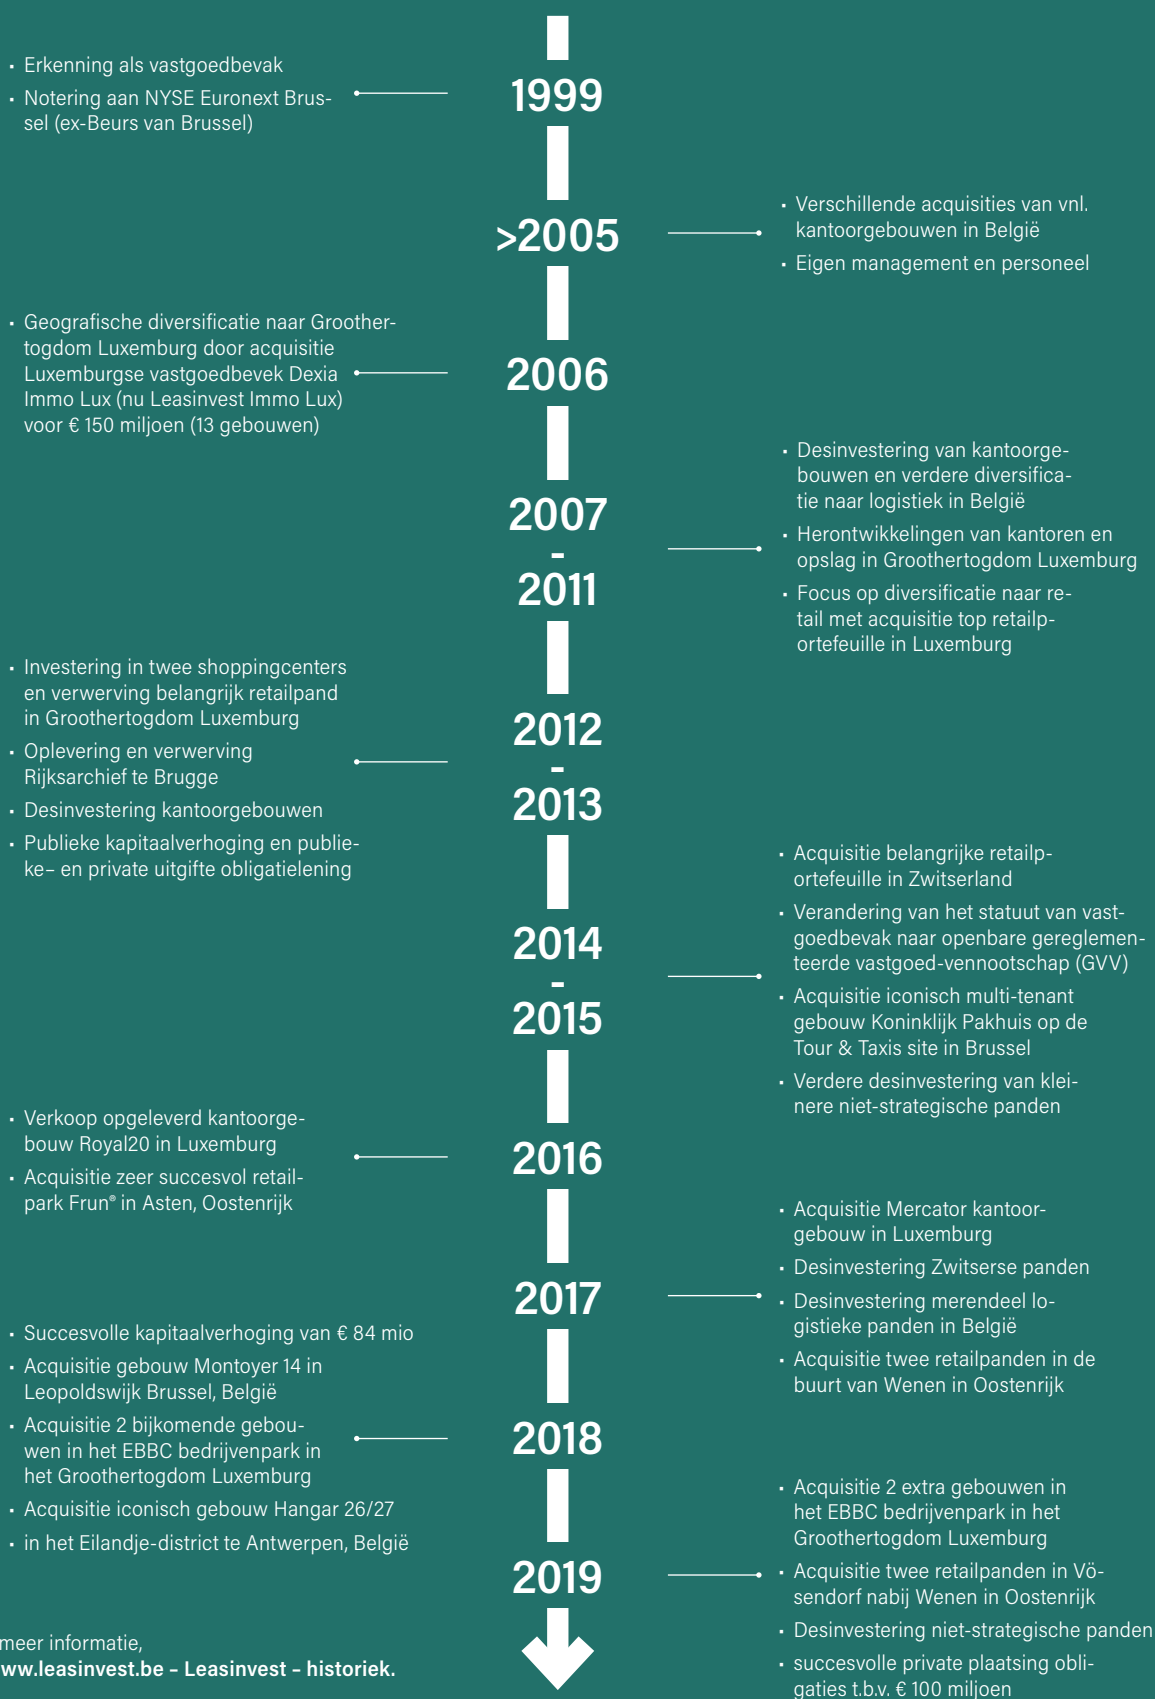 1999
• Erkenning als vastgoedbevak
• Notering aan NYSE Euronext Brus-
sel (ex-Beurs van Brussel)
>2005
• Verschillende acquisities van vnl.
kantoorgebouwen in België
• Eigen management en personeel
2006
• Geografische diversificatie naar Groother-
togdom Luxemburg door acquisitie
Luxemburgse vastgoedbevek Dexia
Immo Lux (nu Leasinvest Immo Lux)
voor € 150 miljoen (13 gebouwen)
2007
-
2011
• Desinvestering van kantoorge-
bouwen en verdere diversifica-
tie naar logistiek in België
• Herontwikkelingen van kantoren en
opslag in Groothertogdom Luxemburg
• Focus op diversificatie naar re-
tail met acquisitie top retailp-
ortefeuille in Luxemburg
2012
-
2013
• Investering in twee shoppingcenters
en verwerving belangrijk retailpand
in Groothertogdom Luxemburg
• Oplevering en verwerving
Rijksarchief te Brugge
• Desinvestering kantoorgebouwen
• Publieke kapitaalverhoging en publie-
ke– en private uitgifte obligatielening
2014
-
2015
• Acquisitie belangrijke retailp-
ortefeuille in Zwitserland
• Verandering van het statuut van vast-
goedbevak naar openbare gereglemen-
teerde vastgoed-vennootschap (GVV)
• Acquisitie iconisch multi-tenant
gebouw Koninklijk Pakhuis op de
Tour & Taxis site in Brussel
• Verdere desinvestering van klei-
nere niet-strategische panden
2016
• Verkoop opgeleverd kantoorge-
bouw Royal20 in Luxemburg
• Acquisitie zeer succesvol retail-
park Frun® in Asten, Oostenrijk
2017
• Acquisitie Mercator kantoor-
gebouw in Luxemburg
• Desinvestering Zwitserse panden
• Desinvestering merendeel lo-
gistieke panden in België
• Acquisitie twee retailpanden in de
buurt van Wenen in Oostenrijk
2018
• Succesvolle kapitaalverhoging van € 84 mio
• Acquisitie gebouw Montoyer 14 in
Leopoldswijk Brussel, België
• Acquisitie 2 bijkomende gebou-
wen in het EBBC bedrijvenpark in
het Groothertogdom Luxemburg
• Acquisitie iconisch gebouw Hangar 26/27
• in het Eilandje-district te Antwerpen, België
2019
• Acquisitie 2 extra gebouwen in
het EBBC bedrijvenpark in het
Groothertogdom Luxemburg
• Acquisitie twee retailpanden in Vö-
sendorf nabij Wenen in Oostenrijk
• Desinvestering niet-strategische panden
• succesvolle private plaatsing obli-
gaties t.b.v. € 100 miljoen
meer informatie,
ww.leasinvest.be – Leasinvest – historiek.